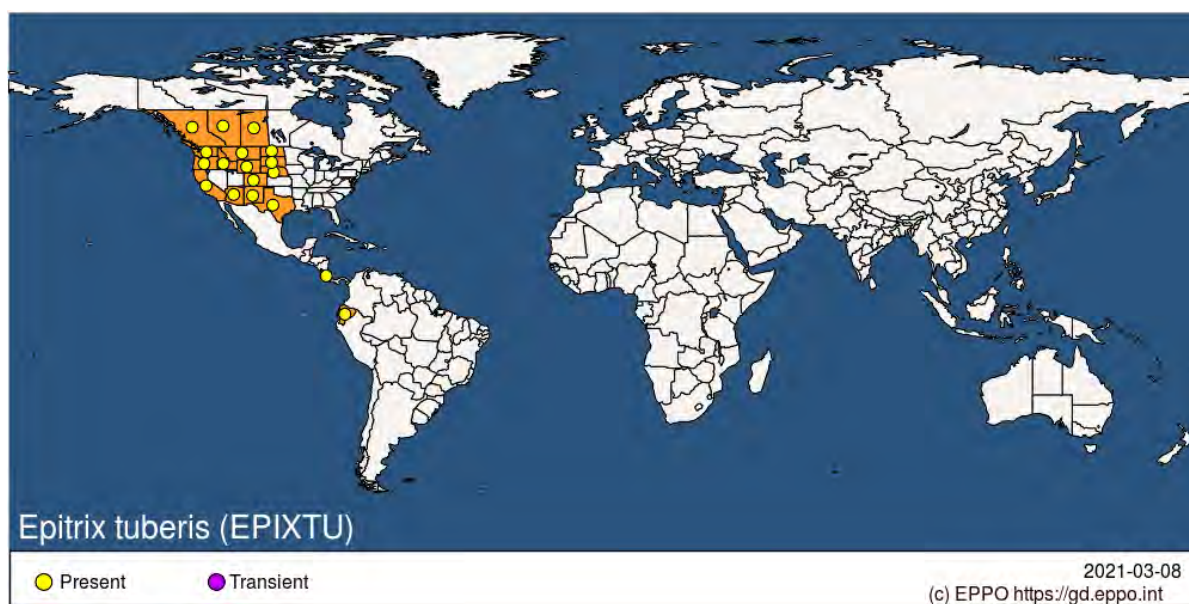 Epitrix tuberis (EPIXTU)
Present
Transient
2021-03-08
(c) EPPO https://gd.eppo.int